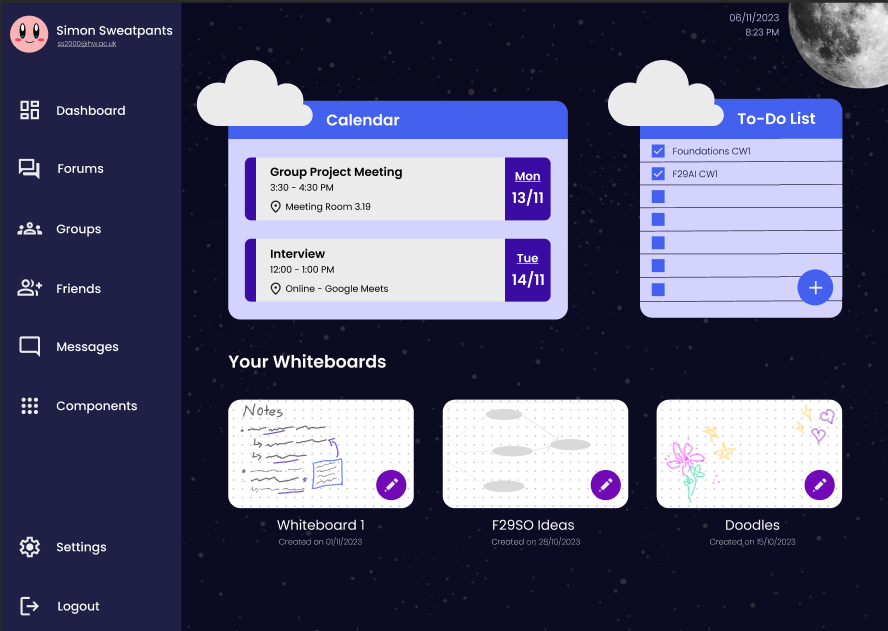 Simon Sweatpants
ss2000@hw.ac.uk
Dashboard
Forums
Groups
Friends
Messages
Components
Settings
Logout
06/11/2023
8:23 PM
Calendar
Group Project Meeting
3:30 - 4:30 PM
Meeting Room 3.19
Mon
13/11
Interview
12:00 - 1:00 PM
Online - Google Meets
Tue
14/11
To-Do List
Foundations CW1
F29AI CW1
Your Whiteboards
Notes
Whiteboard 1
Created on 01/11/2023
F29SO Ideas
Created on 28/10/2023
Doodles
Created on 15/10/2023